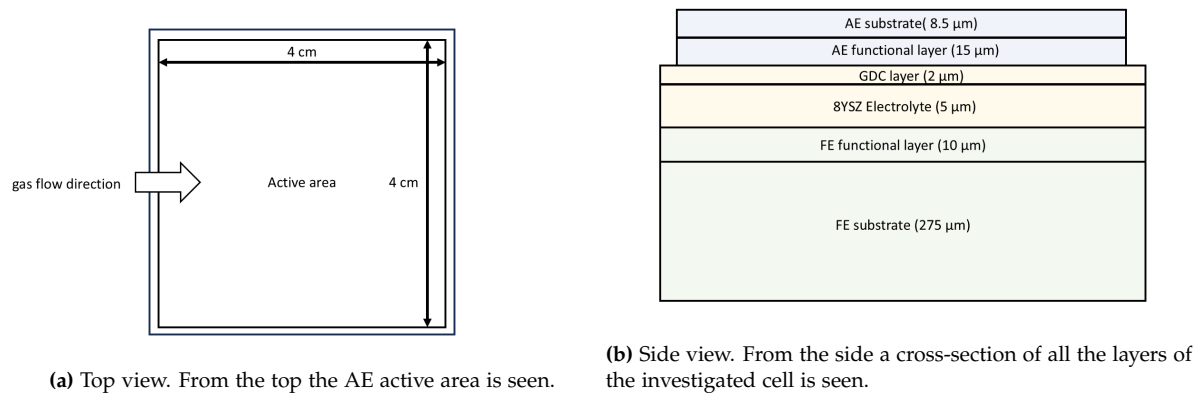 4 cm
gas flow direction
Active area
4 cm
(a) Top view. From the top the AE active area is seen.
AE substrate( 8.5 µm)
AE functional layer (15 µm)
GDC layer (2 µm)
8YSZ Electrolyte (5 µm)
FE functional layer (10 µm)
FE substrate (275 µm)
(b) Side view. From the side a cross-section of all the layers of
the investigated cell is seen.